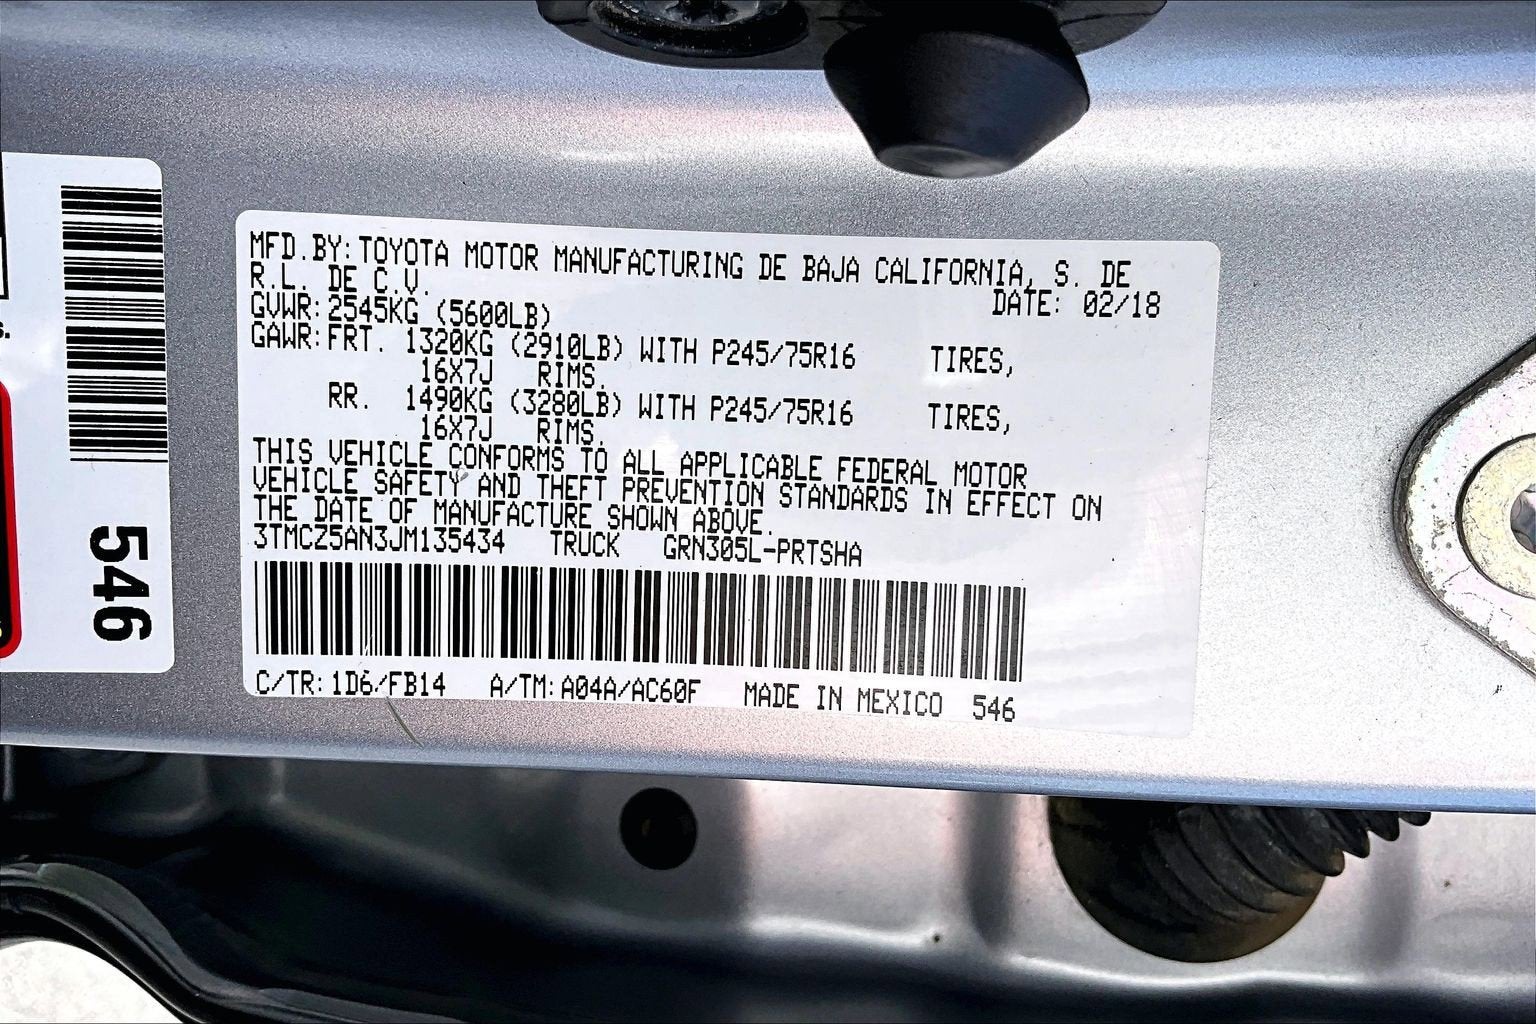 MFD.BY: TOYOTA MOTOR MANUFACTURING DE BAJA CALIFORNIA, S. DE
R.L. DE C.V.
DATE: 02/18
GVWR: 2545KG (5600LB)
GAWR: FRT. 1320KG (2910LB) WITH P245/75R16 TIRES,
16X7J RIMS.
RR. 1490KG (3280LB) WITH P245/75R16 TIRES,
16X7J RIMS.
THIS VEHICLE CONFORMS TO ALL APPLICABLE FEDERAL MOTOR
VEHICLE SAFETY AND THEFT PREVENTION STANDARDS IN EFFECT ON
THE DATE OF MANUFACTURE SHOWN ABOVE.
3TMCZ5AN3JM135434 TRUCK GRN305L-PRTSHA
C/TR: 1D6/FB14 A/TM: A04A/AC60F MADE IN MEXICO 546
546